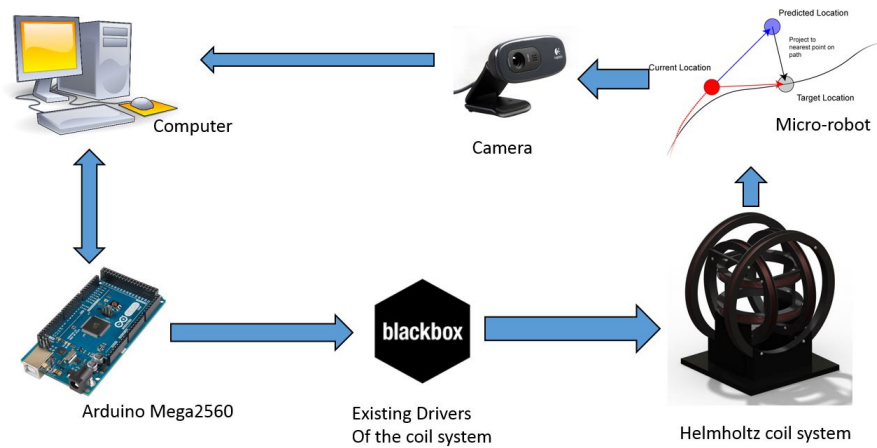 Predicted Location
Project to
nearest point on
path
Current Location
Target Location
Computer
Camera
Micro-robot
blackbox
Arduino Mega2560
Existing Drivers
Of the coil system
Helmholtz coil system